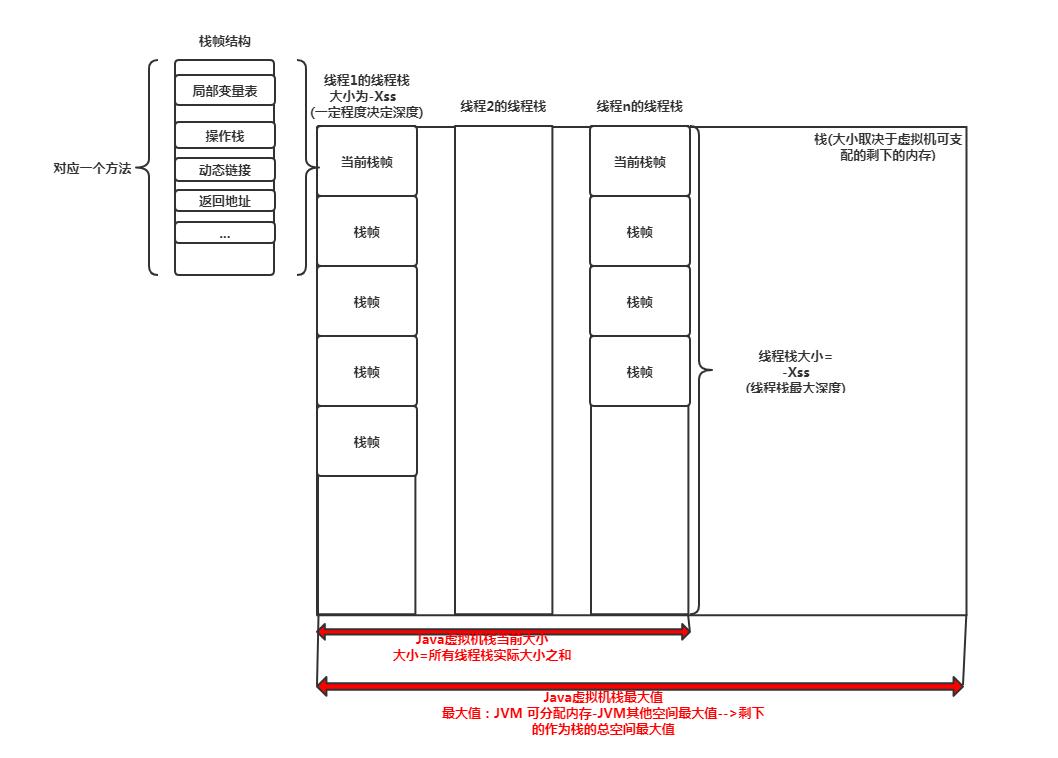 栈帧结构
局部变量表
操作栈
动态链接
返回地址
...
对应一个方法
线程1的线程栈
大小为-Xss
(一定程度决定深度)
线程2的线程栈
线程n的线程栈
栈(大小取决于虚拟机可支
配的剩下的内存)
当前栈帧
栈帧
栈帧
栈帧
栈帧
当前栈帧
栈帧
栈帧
栈帧
线程栈大小=
-Xss
(线程栈最大深度)
Java虚拟机栈当前大小
大小=所有线程栈实际大小之和
Java虚拟机栈最大值
最大值：JVM 可分配内存-JVM其他空间最大值-->剩下
的作为栈的总空间最大值